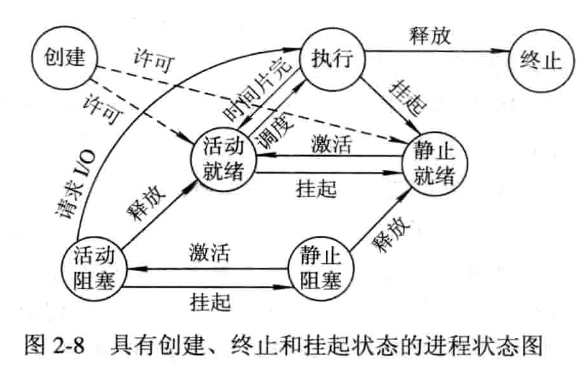 创建
许可
许可
执行
释放
终止
时间片完
调度
挂起
请求 I/O
活动
就绪
激活
挂起
静止
就绪
释放
释放
活动
阻塞
激活
挂起
静止
阻塞
图 2-8 具有创建、终止和挂起状态的进程状态图